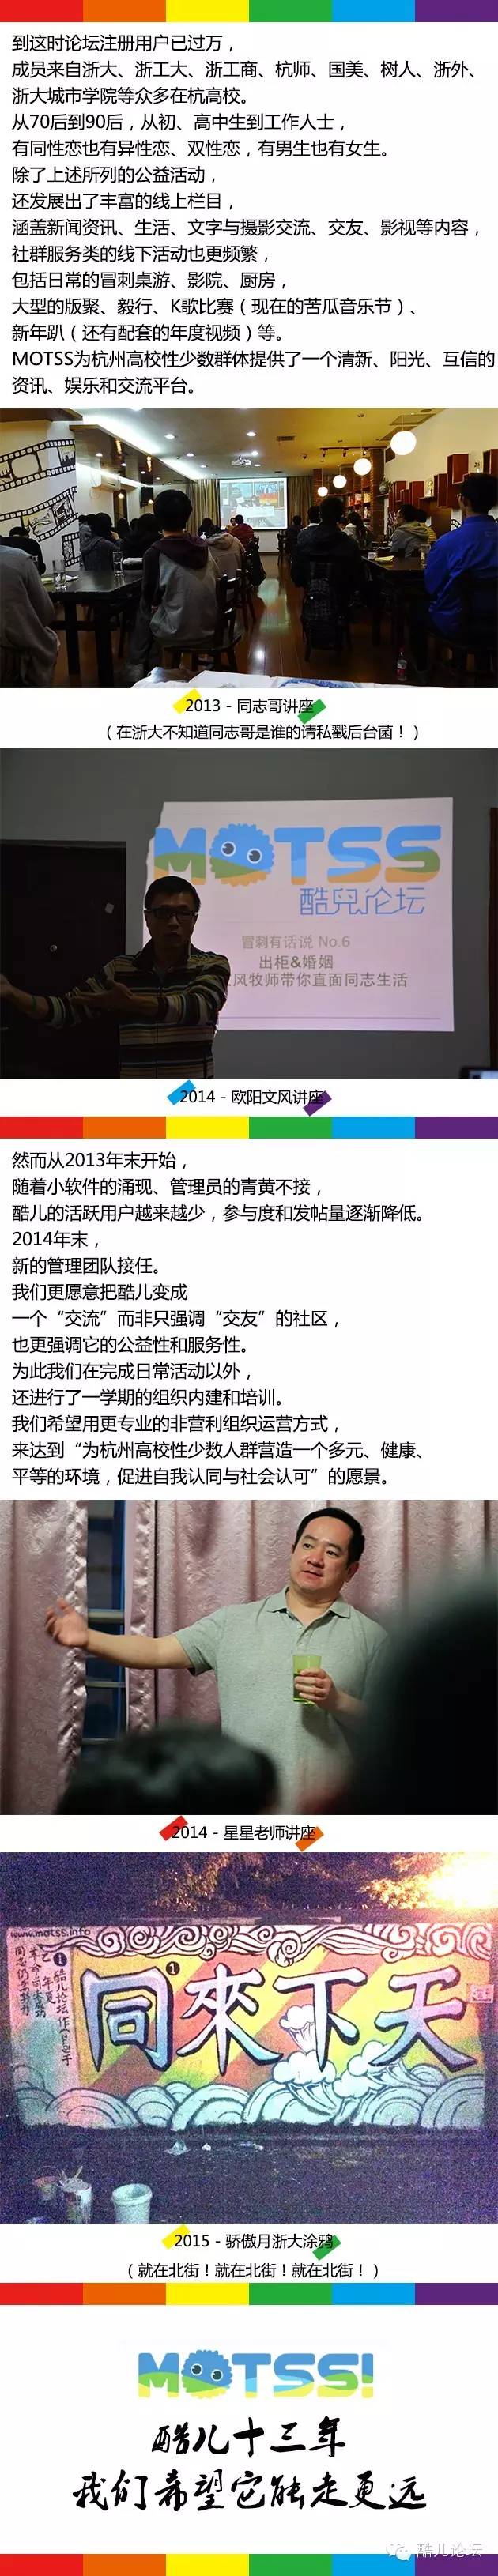 到这时论坛注册用户已过万，
成员来自浙大、浙工大、浙工商、杭师、国美、树人、浙外、
浙大城市学院等众多在杭高校。
从70后到90后，从初、高中生到工作人士，
有同性恋也有异性恋、双性恋，有男生也有女生。
除了上述所列的公益活动，
还发展出了丰富的线上栏目，
涵盖新闻资讯、生活、文字与摄影交流、交友、影视等内容，
社群服务类的线下活动也更频繁，
包括日常的冒刺桌游、影院、厨房，
大型的版聚、毅行、K歌比赛（现在的苦瓜音乐节）、
新年趴（还有配套的年度视频）等。
MOTSS为杭州高校性少数群体提供了一个清新、阳光、互信的
资讯、娱乐和交流平台。
2013 - 同志哥讲座
（在浙大不知道同志哥是谁的请私戳后台菌！）
MOTSS
酷兒论坛
冒刺有话说 No.6
出柜&婚姻
风牧师带你直面同志生活
2014 - 欧阳文风讲座
然而从2013年末开始，
随着小软件的涌现、管理员的青黄不接，
酷儿的活跃用户越来越少，参与度和发帖量逐渐降低。
2014年末，
新的管理团队接任。
我们更愿意把酷儿变成
一个“交流”而非只强调“交友”的社区，
也更强调它的公益性和服务性。
为此我们在完成日常活动以外，
还进行了一学期的组织内建和培训。
我们希望用更专业的非营利组织运营方式，
来达到“为杭州高校性少数人群营造一个多元、健康、
平等的环境，促进自我认同与社会认可”的愿景。
2014 - 星星老师讲座
www.motss.info
同來下天
酷儿论坛作
2015 - 骄傲月浙大涂鸦
（就在北街！就在北街！就在北街！）
MOTSS!
酷儿十三年
我们希望它能走更远
酷儿论坛